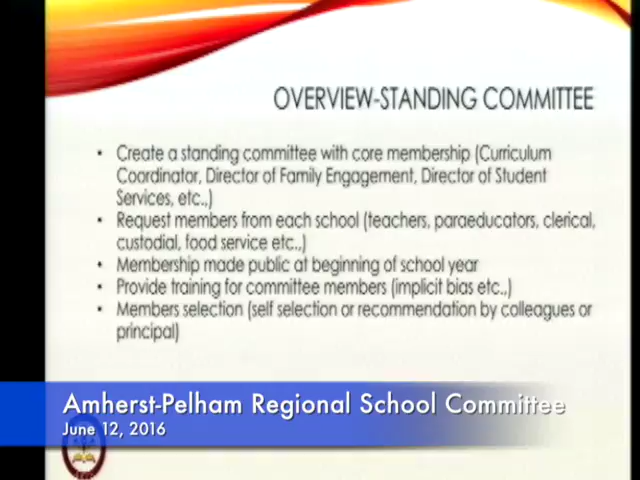 OVERVIEW-STANDING COMMITTEE
• Create a standing committee with core membership (Curriculum
Coordinator, Director of Family Engagement, Director of Student
Services, etc.,)
• Request members from each school (teachers, paraeducators, clerical,
custodial, food service etc.,)
• Membership made public at beginning of school year
• Provide training for committee members (implicit bias etc.,)
• Members selection (self selection or recommendation by colleagues or
principal)
Amherst-Pelham Regional School Committee
June 12, 2016